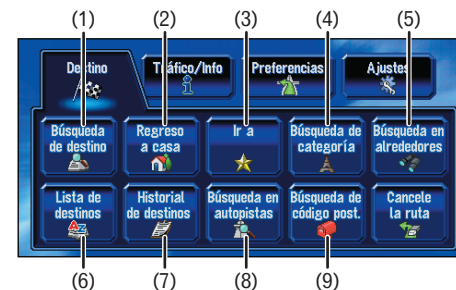 (1) (2) (3) (4) (5)
Destino Tráfico/Info Preferencias Ajustes
Búsqueda de destino
Regreso a casa
Ir a
Búsqueda de categoría
Búsqueda en alrededores
Lista de destinos
AZ
Historial de destinos
Búsqueda en autopistas
Búsqueda de código post.
Cancele la ruta
(6) (7) (8) (9)